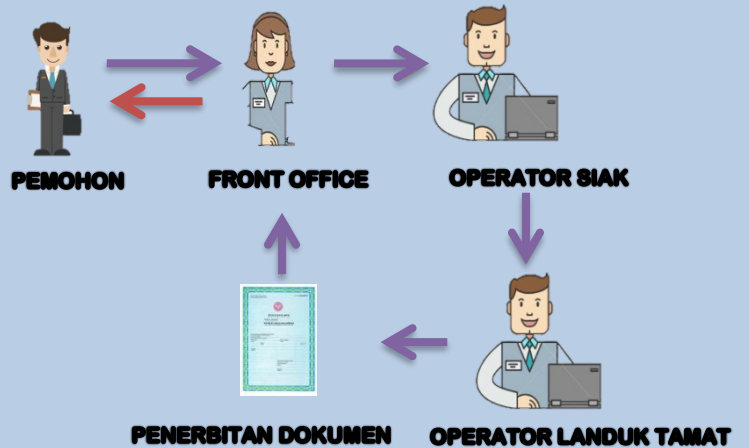 PEMOHON
FRONT OFFICE
OPERATOR SIAK
PENERBITAN DOKUMEN
OPERATOR LANDUK TAMAT